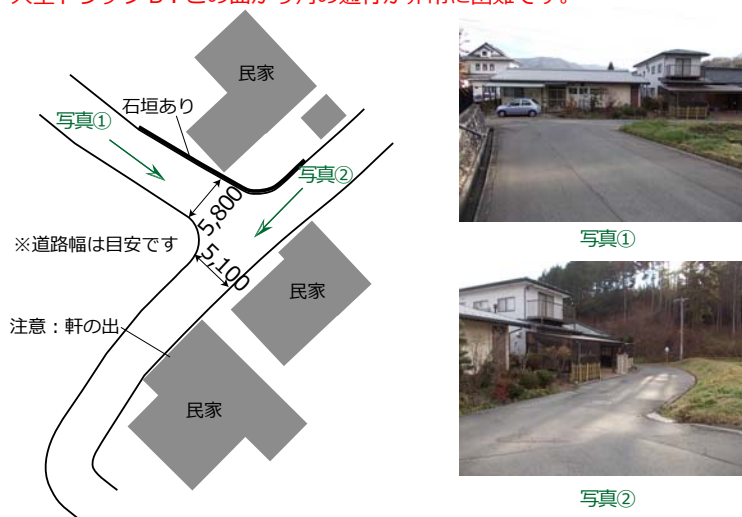 民家
石垣あり
写真①
写真②
5,800
※道路幅は目安です
5,100
民家
注意：軒の出
民家
写真①
写真②